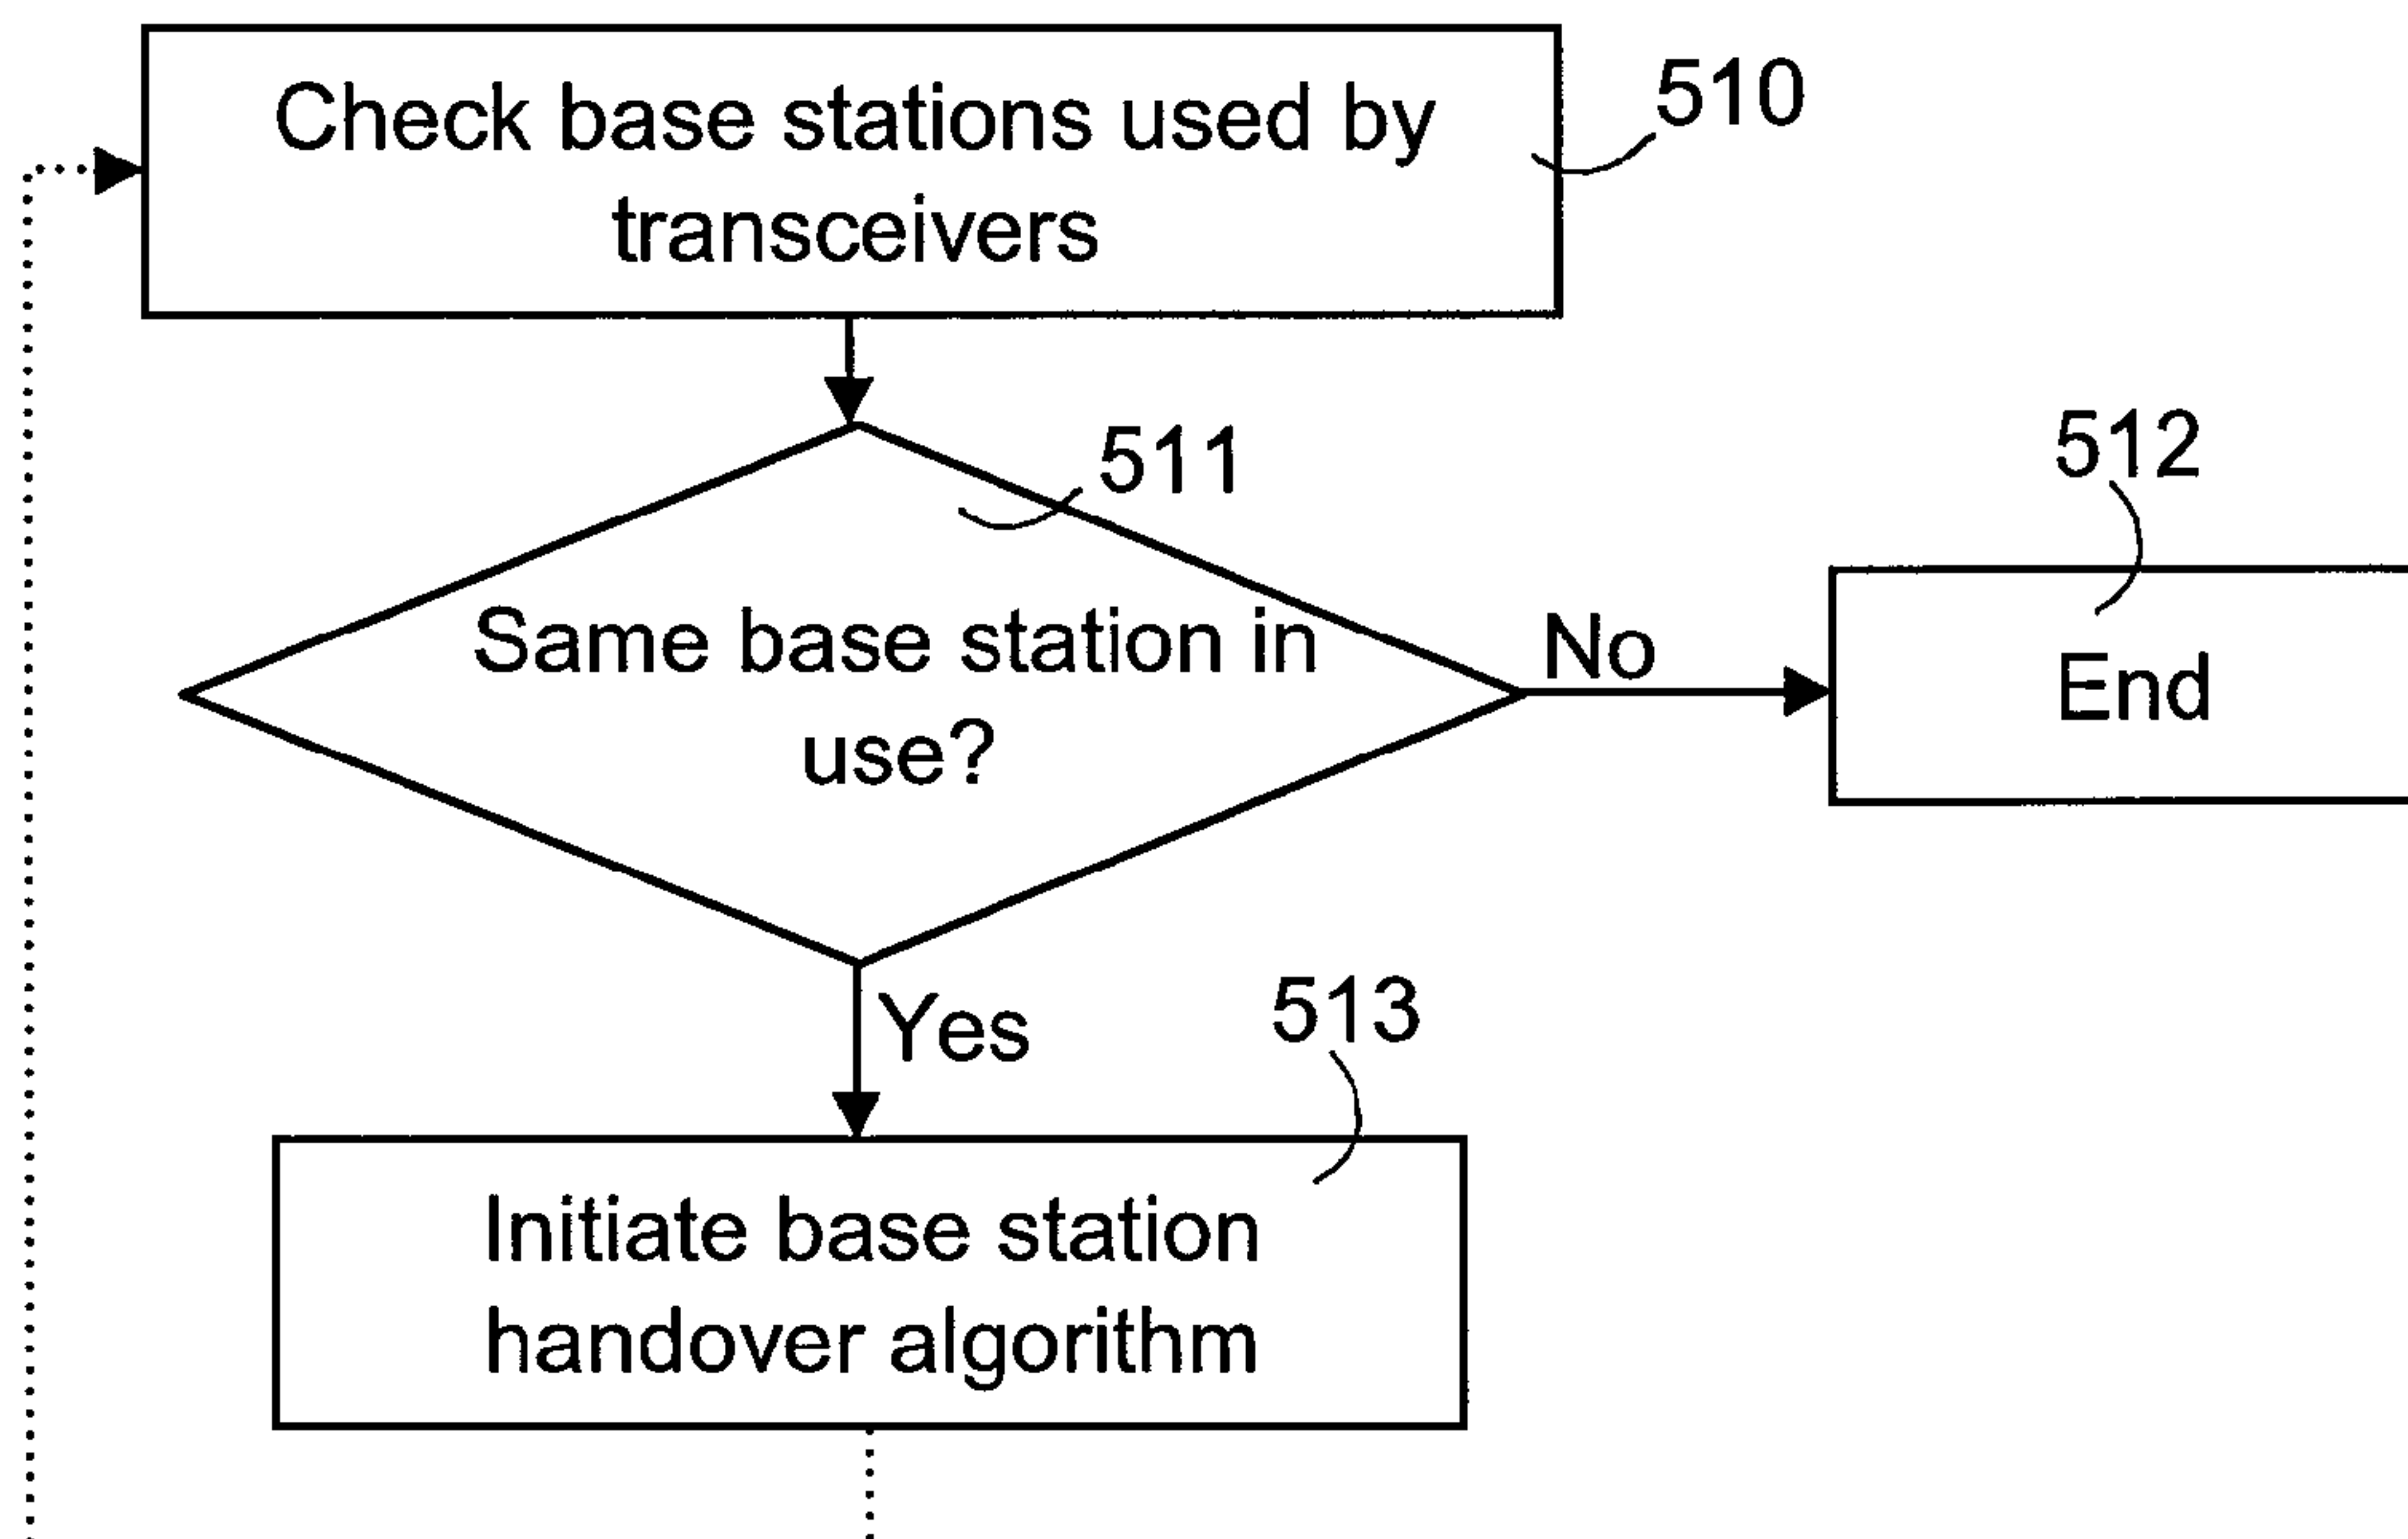 Check base stations used by
transceivers
510
511
Same base station in
use?
No
512
End
Yes
513
Initiate base station
handover algorithm